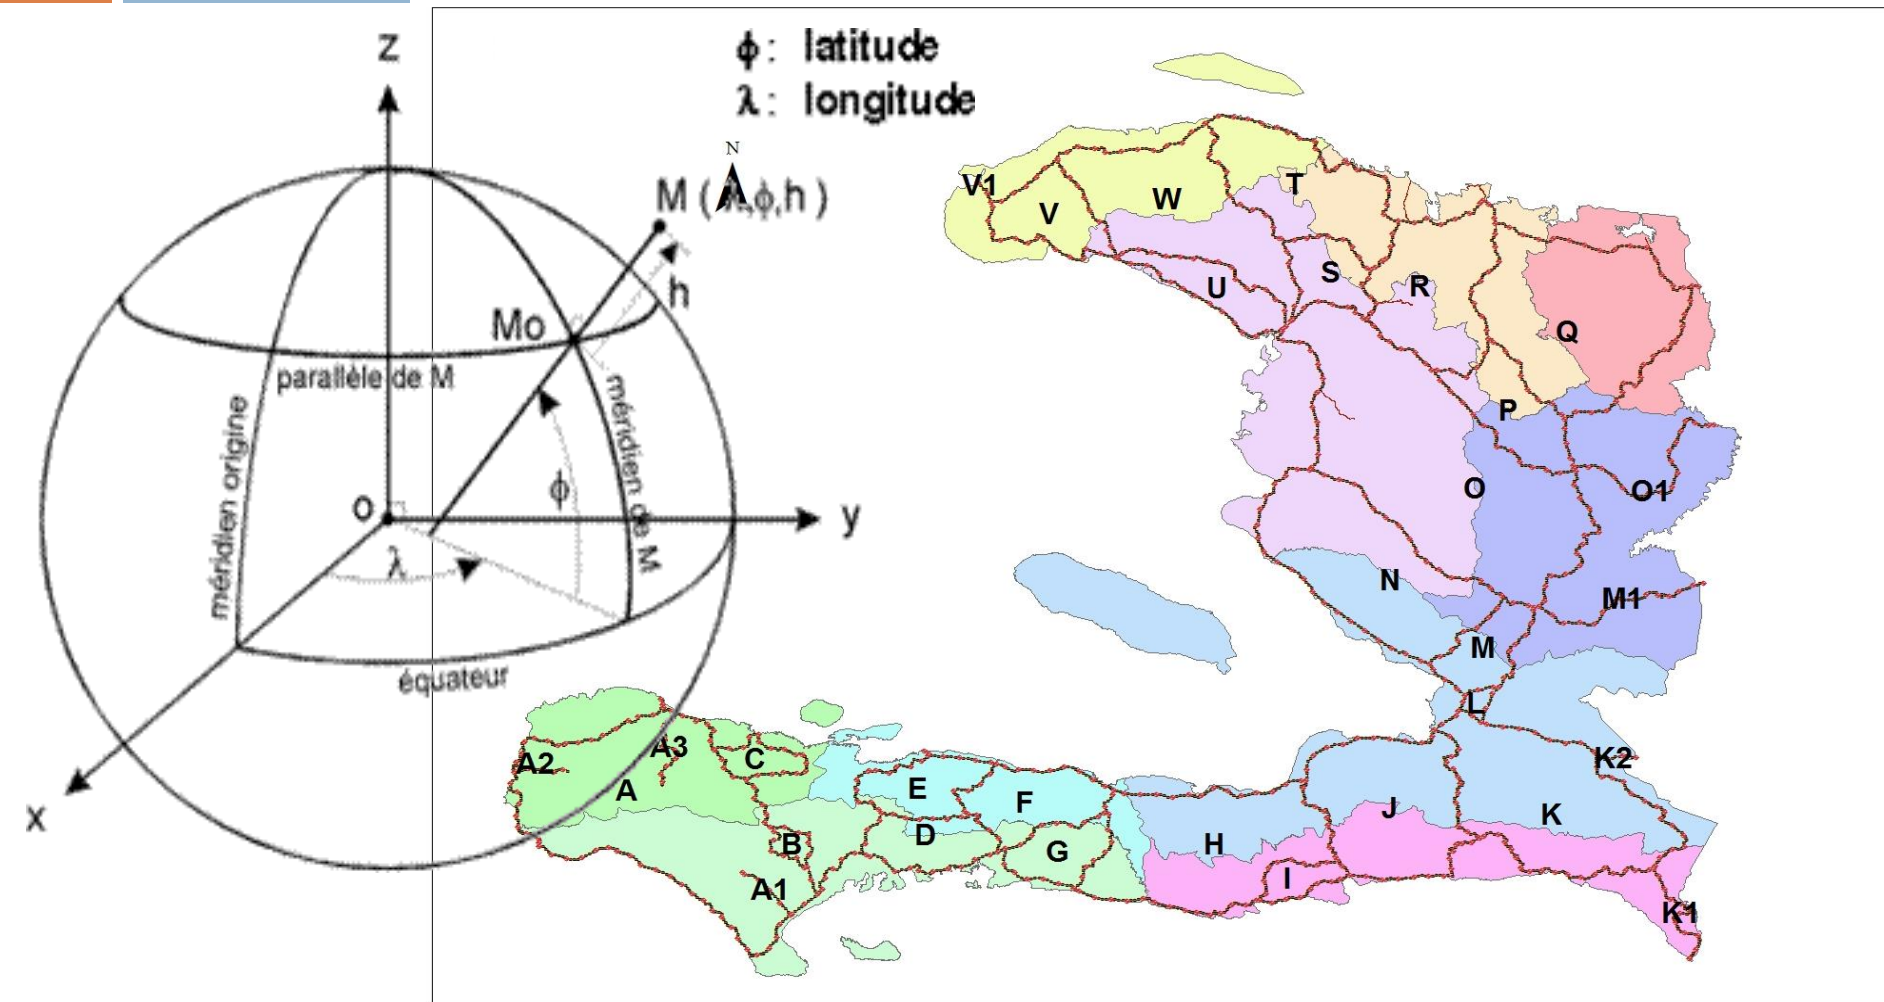 z
ϕ : latitude
λ : longitude
N
M ( λ,ϕ,h )
h
Mo
parallèle de M
méridien origine
méridien de M
ϕ
o
y
λ
équateur
x
V1
V
W
T
U
S
R
Q
P
O
O1
N
M1
M
L
K2
A2
A3
C
A
E
F
J
K
H
D
B
G
A1
I
K1